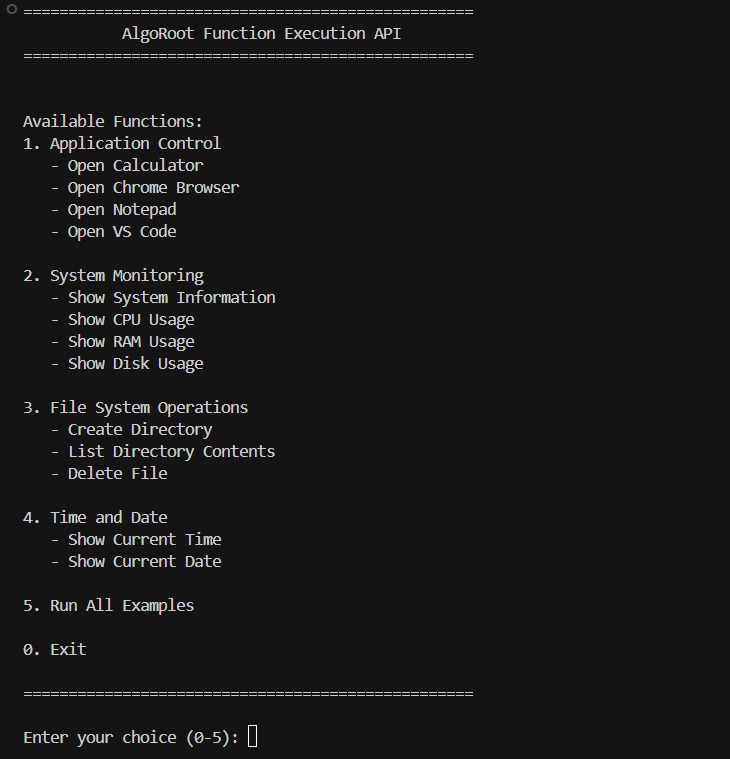 ==================================================
AlgoRoot Function Execution API
==================================================
Available Functions:
1. Application Control
- Open Calculator
- Open Chrome Browser
- Open Notepad
- Open VS Code
2. System Monitoring
- Show System Information
- Show CPU Usage
- Show RAM Usage
- Show Disk Usage
3. File System Operations
- Create Directory
- List Directory Contents
- Delete File
4. Time and Date
- Show Current Time
- Show Current Date
5. Run All Examples
0. Exit
==================================================
Enter your choice (0-5):